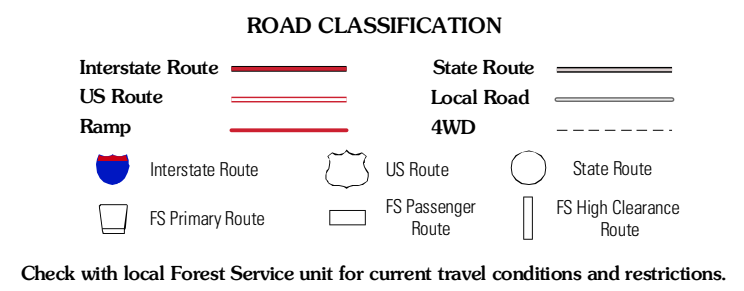 ROAD CLASSIFICATION
Interstate Route
State Route
US Route
Local Road
Ramp
4WD
Interstate Route
US Route
State Route
FS Primary Route
FS Passenger
Route
FS High Clearance
Route
Check with local Forest Service unit for current travel conditions and restrictions.